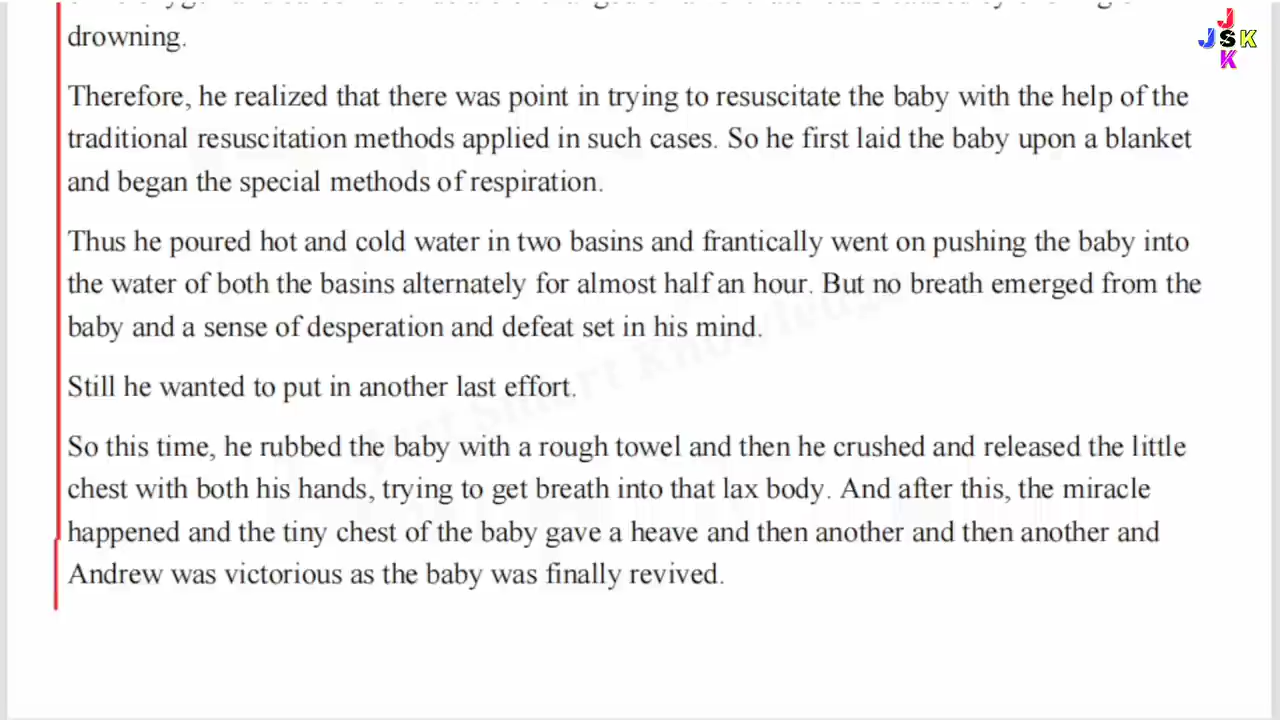 J
JSK
K
drowning.
Therefore, he realized that there was point in trying to resuscitate the baby with the help of the
traditional resuscitation methods applied in such cases. So he first laid the baby upon a blanket
and began the special methods of respiration.
Thus he poured hot and cold water in two basins and frantically went on pushing the baby into
the water of both the basins alternately for almost half an hour. But no breath emerged from the
baby and a sense of desperation and defeat set in his mind.
Still he wanted to put in another last effort.
So this time, he rubbed the baby with a rough towel and then he crushed and released the little
chest with both his hands, trying to get breath into that lax body. And after this, the miracle
happened and the tiny chest of the baby gave a heave and then another and then another and
Andrew was victorious as the baby was finally revived.
Just Smart Knowledge